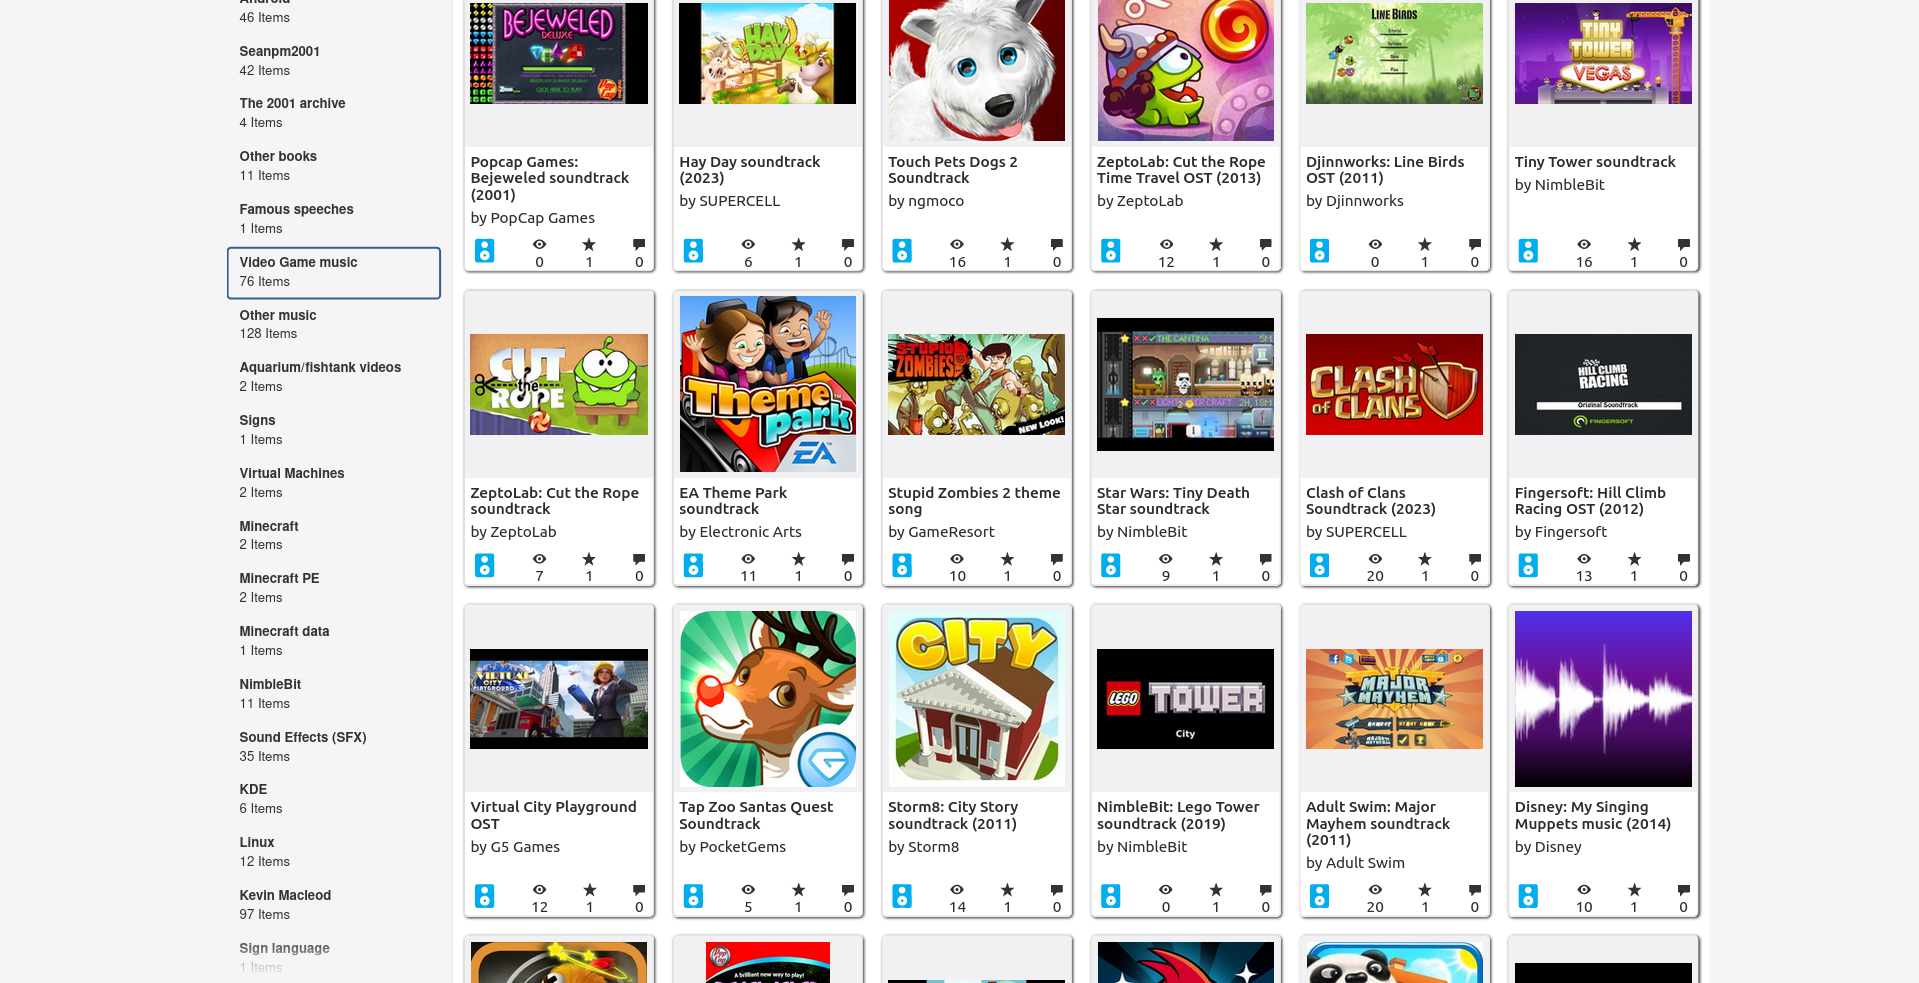 Android
46 Items
Seanpm2001
42 Items
The 2001 archive
4 Items
Other books
11 Items
Famous speeches
1 Items
Video Game music
76 Items
Other music
128 Items
Aquarium/fishtank videos
2 Items
Signs
1 Items
Virtual Machines
2 Items
Minecraft
2 Items
Minecraft PE
2 Items
Minecraft data
1 Items
NimbleBit
11 Items
Sound Effects (SFX)
35 Items
KDE
6 Items
Linux
12 Items
Kevin Macleod
97 Items
Sign language
1 Items
BEJEWELED
DELUXE
CLICK HERE TO PLAY!
Popcap Games:
Bejeweled soundtrack
(2001)
by PopCap Games
0 1 0
HAY
DAY
Hay Day soundtrack
(2023)
by SUPERCELL
6 1 0
Touch Pets Dogs 2
Soundtrack
by ngmoco
16 1 0
ZeptoLab: Cut the Rope
Time Travel OST (2013)
by ZeptoLab
12 1 0
LINE BIRDS
Djinnworks: Line Birds
OST (2011)
by Djinnworks
0 1 0
TINY
TOWER
VEGAS
Tiny Tower soundtrack
by NimbleBit
16 1 0
CUT
the
ROPE
ZeptoLab: Cut the Rope
soundtrack
by ZeptoLab
7 1 0
Theme
park
EA
EA Theme Park
soundtrack
by Electronic Arts
11 1 0
STUPID
ZOMBIES
NEW LOOK!
Stupid Zombies 2 theme
song
by GameResort
10 1 0
THE CANTINA
5M
2H, 18M
Star Wars: Tiny Death
Star soundtrack
by NimbleBit
9 1 0
CLASH
OF CLANS
Clash of Clans
Soundtrack (2023)
by SUPERCELL
20 1 0
HILL CLIMB
RACING
Original Soundtrack
FINGERSOFT
Fingersoft: Hill Climb
Racing OST (2012)
by Fingersoft
13 1 0
VIRTUAL
CITY
PLAYGROUND
Virtual City Playground
OST
by G5 Games
12 1 0
Tap Zoo Santas Quest
Soundtrack
by PocketGems
5 1 0
CITY
Storm8: City Story
soundtrack (2011)
by Storm8
14 1 0
LEGO
TOWER
City
NimbleBit: Lego Tower
soundtrack (2019)
by NimbleBit
0 1 0
MAJOR
MAYHEM
START GAME
Adult Swim: Major
Mayhem soundtrack
(2011)
by Adult Swim
20 1 0
Disney: My Singing
Muppets music (2014)
by Disney
10 1 0
PopCap
A brilliant new way to play!